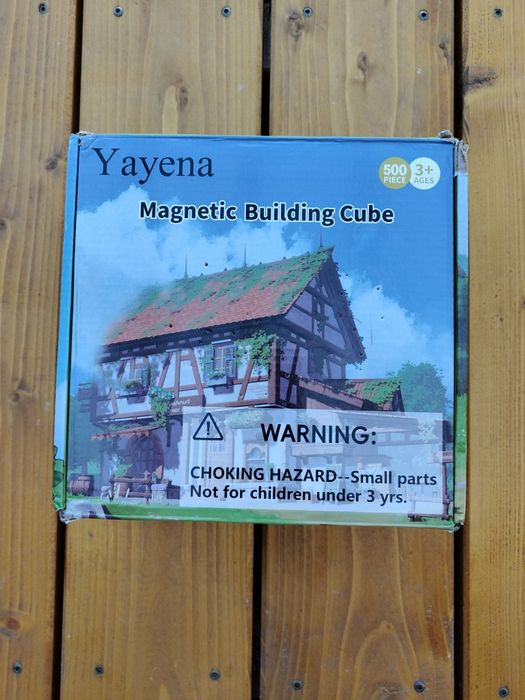 Yayena
500
PIECE
3+
AGES
Magnetic Building Cube
WARNING:
CHOKING HAZARD--Small parts
Not for children under 3 yrs.